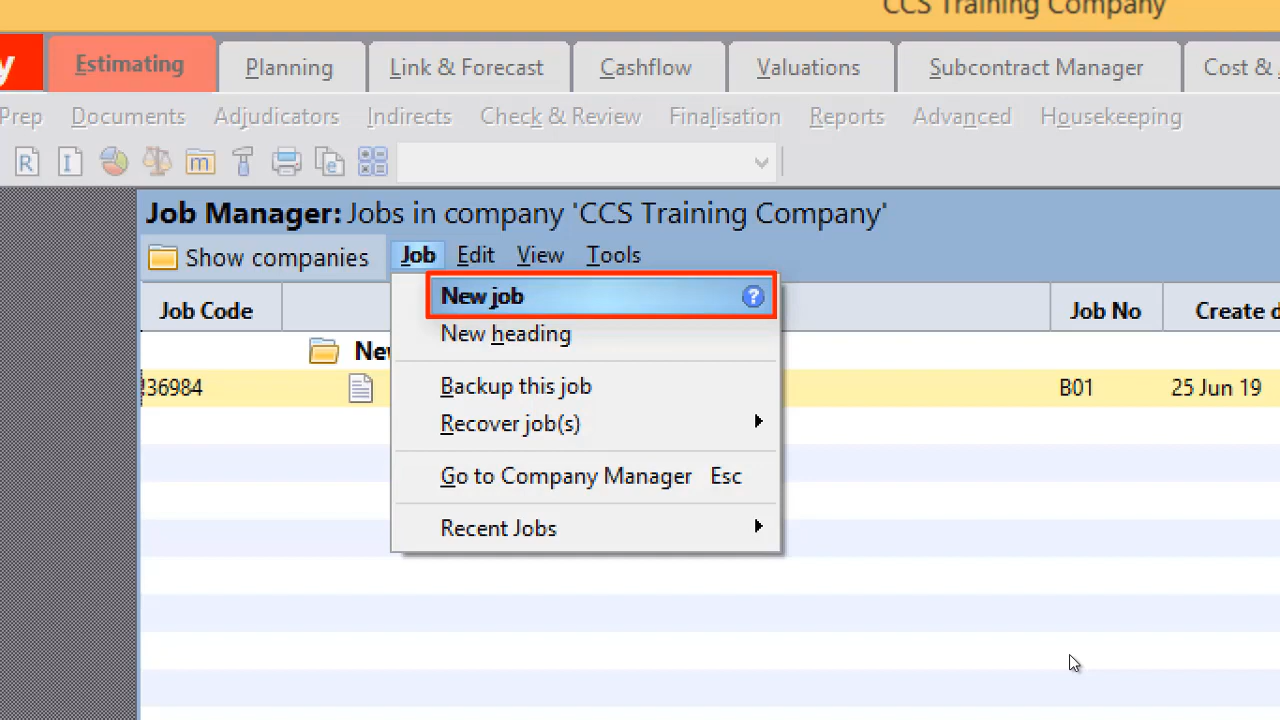 CCS Training Company
y
Estimating Planning Link & Forecast Cashflow Valuations Subcontract Manager Cost &
Prep Documents Adjudicators Indirects Check & Review Finalisation Reports Advanced Housekeeping
R I m e
Job Manager: Jobs in company 'CCS Training Company'
Show companies Job Edit View Tools
New job ?
Job Code Job No Create d
New heading
Nev
36984 B01 25 Jun 19
Backup this job
Recover job(s)
Go to Company Manager Esc
Recent Jobs